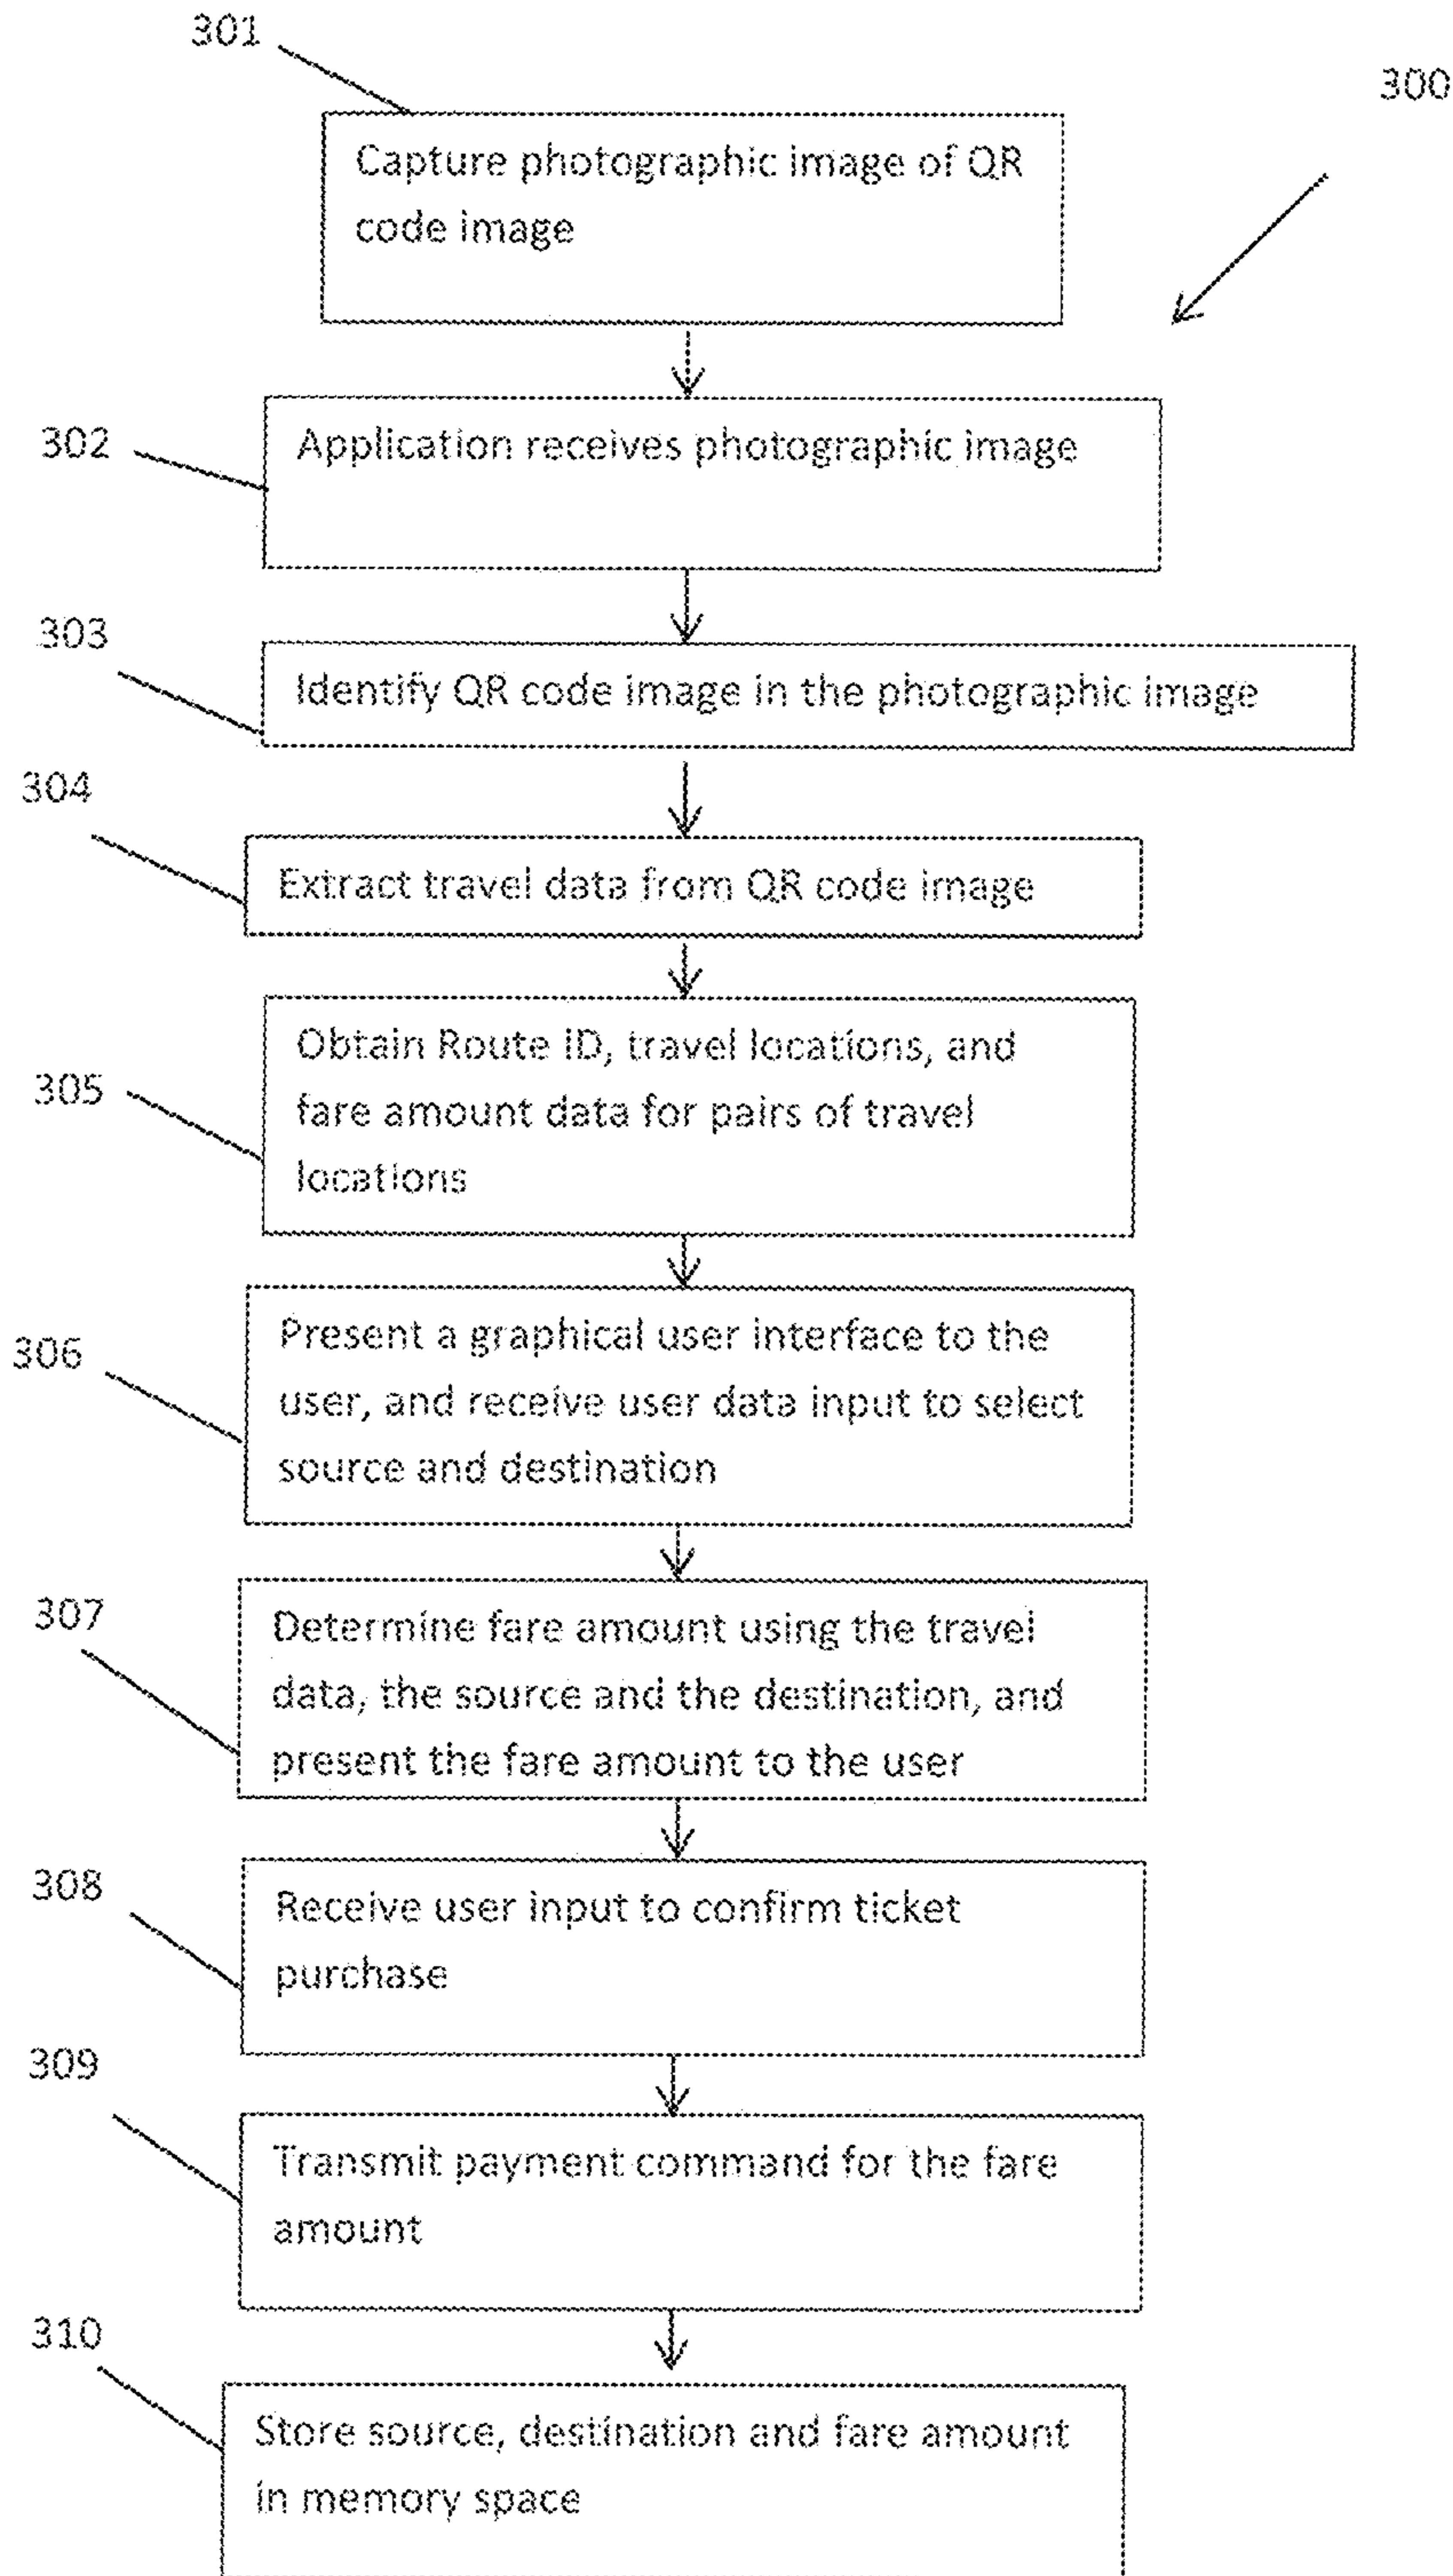 301
300
Capture photographic image of QR
code image
302
Application receives photographic image
303
Identify QR code image in the photographic image
304
Extract travel data from QR code image
305
Obtain Route ID, travel locations, and
fare amount data for pairs of travel
locations
306
Present a graphical user interface to the
user, and receive user data input to select
source and destination
307
Determine fare amount using the travel
data, the source and the destination, and
present the fare amount to the user
308
Receive user input to confirm ticket
purchase
309
Transmit payment command for the fare
amount
310
Store source, destination and fare amount
in memory space